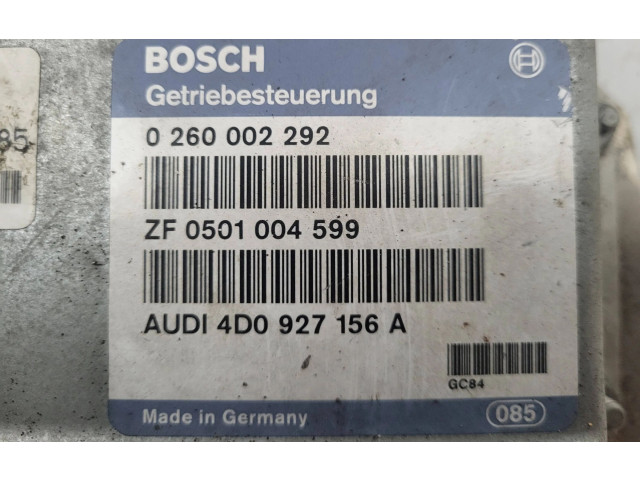 BOSCH
Getriebesteuerung
0 260 002 292
ZF 0501 004 599
AUDI 4D0 927 156 A
GC84
Made in Germany
085
85